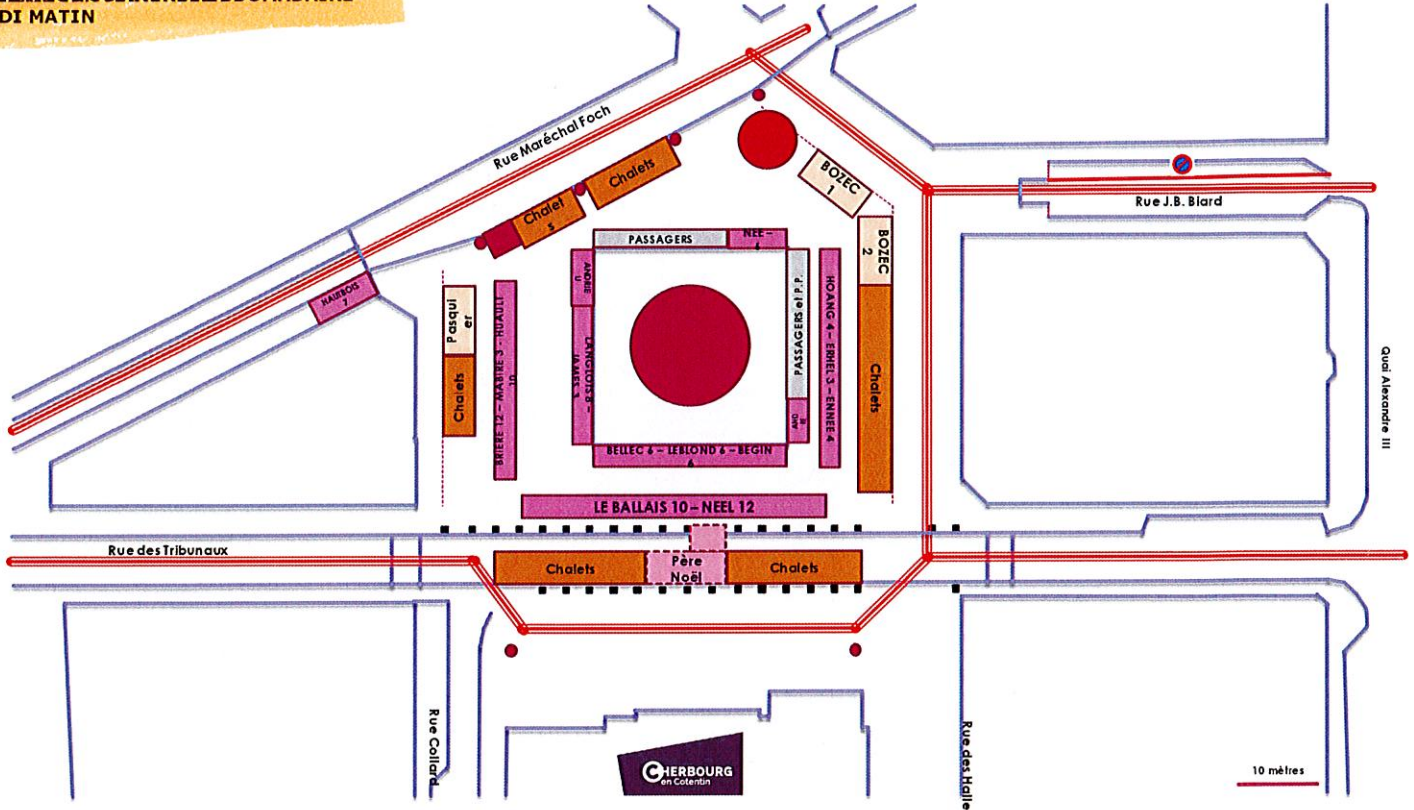 DI MATIN
Rue Maréchal Foch
Chalets
Chalet
s
BOZEC
1
BOZEC
2
Rue J.B. Biard
PASSAGERS
NEE –
HAUBOIS
7
ANDRIE
U
PASSAGERS et P.P.
HOANG 4 – ERHEL 3 – ENNEE 4
Pasqui
er
BRIERE 12 – MABIRE 3 - HUAULT
10
LANGLOIS 8 –
Chalets
Chalets
Quai Alexandre III
BELLEC 6 – LEBLOND 6 – BEGIN
6
LE BALLAIS 10 – NEEL 12
Rue des Tribunaux
Chalets
Père
Noël
Chalets
Rue Collard
Rue des Halle
CHERBOURG
en Cotentin
10 mètres